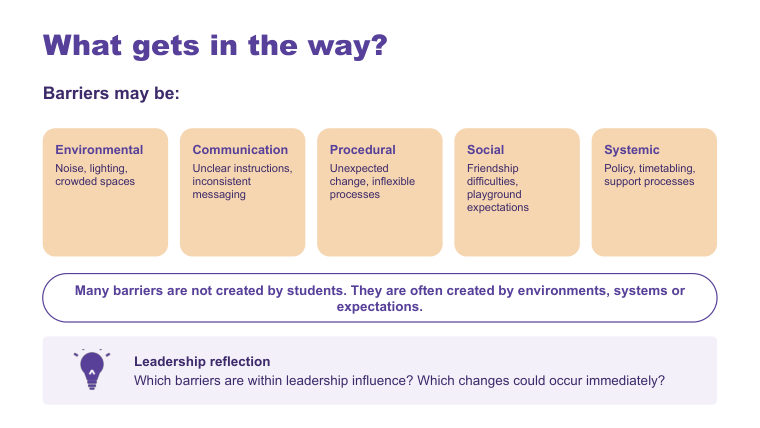 What gets in the way?
Barriers may be:
Environmental
Noise, lighting,
crowded spaces
Communication
Unclear instructions,
inconsistent
messaging
Procedural
Unexpected
change, inflexible
processes
Social
Friendship
difficulties,
playground
expectations
Systemic
Policy, timetabling,
support processes
Many barriers are not created by students. They are often created by environments, systems or
expectations.
Leadership reflection
Which barriers are within leadership influence? Which changes could occur immediately?